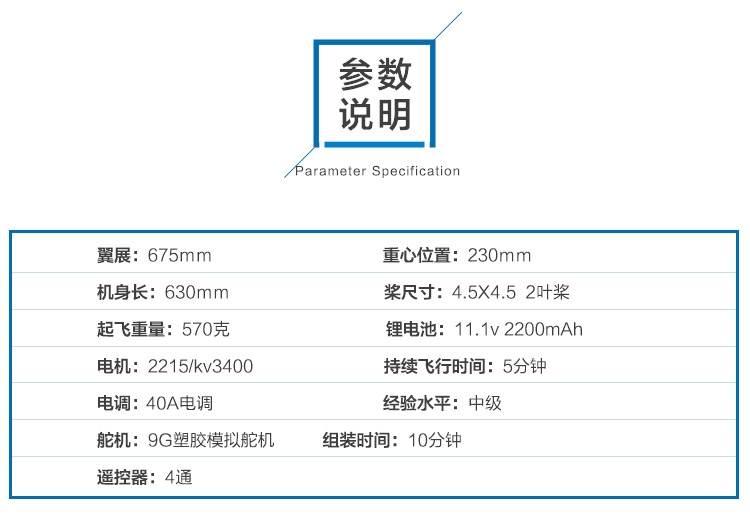 参数
说明
Parameter Specification
翼展：675mm 重心位置：230mm
机身长：630mm 桨尺寸：4.5X4.5 2叶桨
起飞重量：570克 锂电池：11.1v 2200mAh
电机：2215/kv3400 持续飞行时间：5分钟
电调：40A电调 经验水平：中级
舵机：9G塑胶模拟舵机 组装时间：10分钟
遥控器：4通